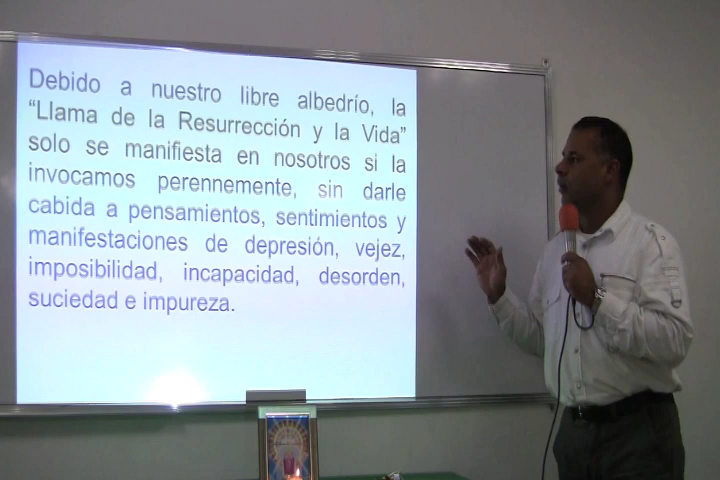 Debido a nuestro libre albedrío, la
“Llama de la Resurrección y la Vida”
solo se manifiesta en nosotros si la
invocamos perennemente, sin darle
cabida a pensamientos, sentimientos y
manifestaciones de depresión, vejez,
imposibilidad, incapacidad, desorden,
suciedad e impureza.